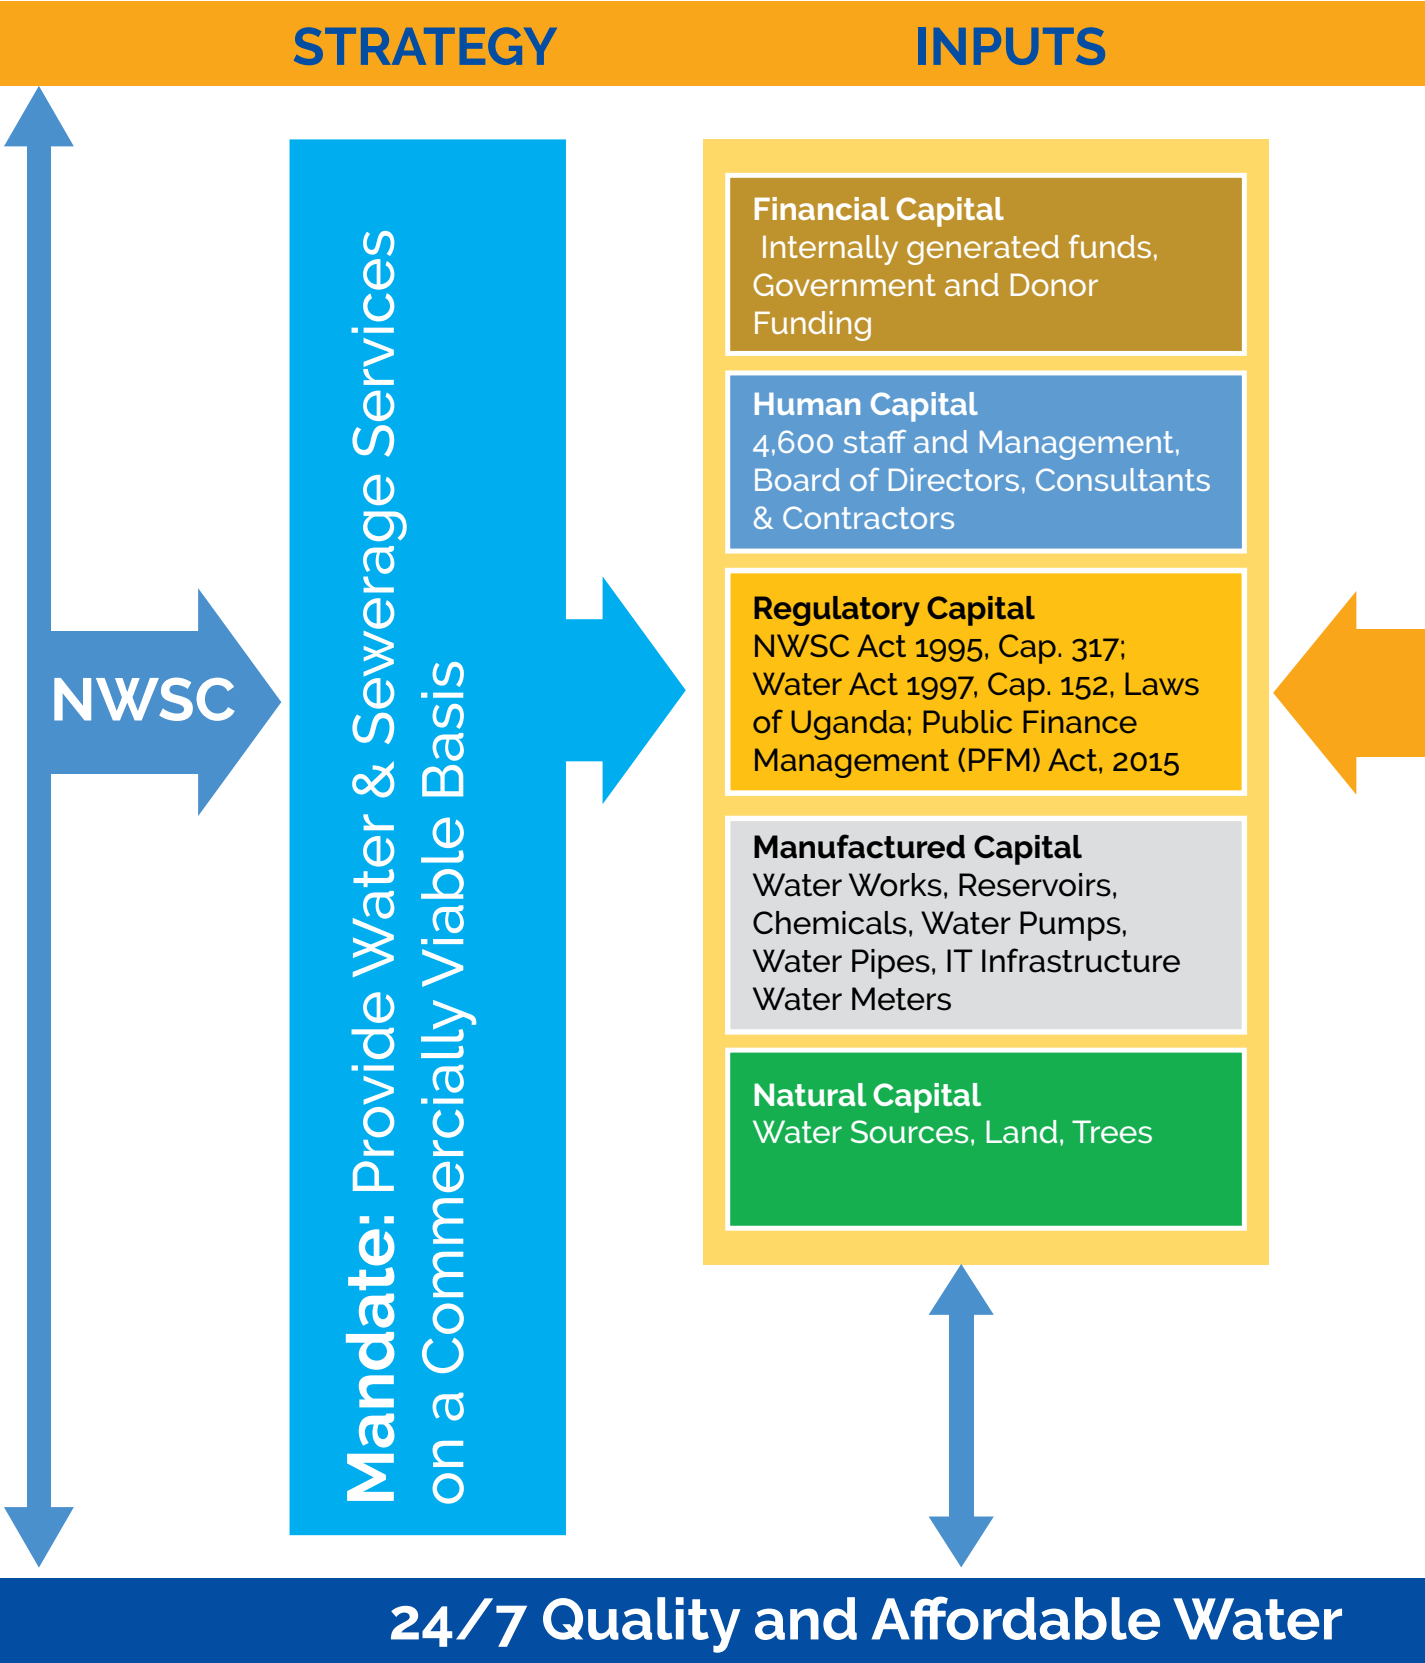 STRATEGY
INPUTS
NWSC
Mandate: Provide Water & Sewerage Services
on a Commercially Viable Basis
Financial Capital
Internally generated funds,
Government and Donor
Funding
Human Capital
4,600 staff and Management,
Board of Directors, Consultants
& Contractors
Regulatory Capital
NWSC Act 1995, Cap. 317;
Water Act 1997, Cap. 152, Laws
of Uganda; Public Finance
Management (PFM) Act, 2015
Manufactured Capital
Water Works, Reservoirs,
Chemicals, Water Pumps,
Water Pipes, IT Infrastructure
Water Meters
Natural Capital
Water Sources, Land, Trees
24/7 Quality and Affordable Water